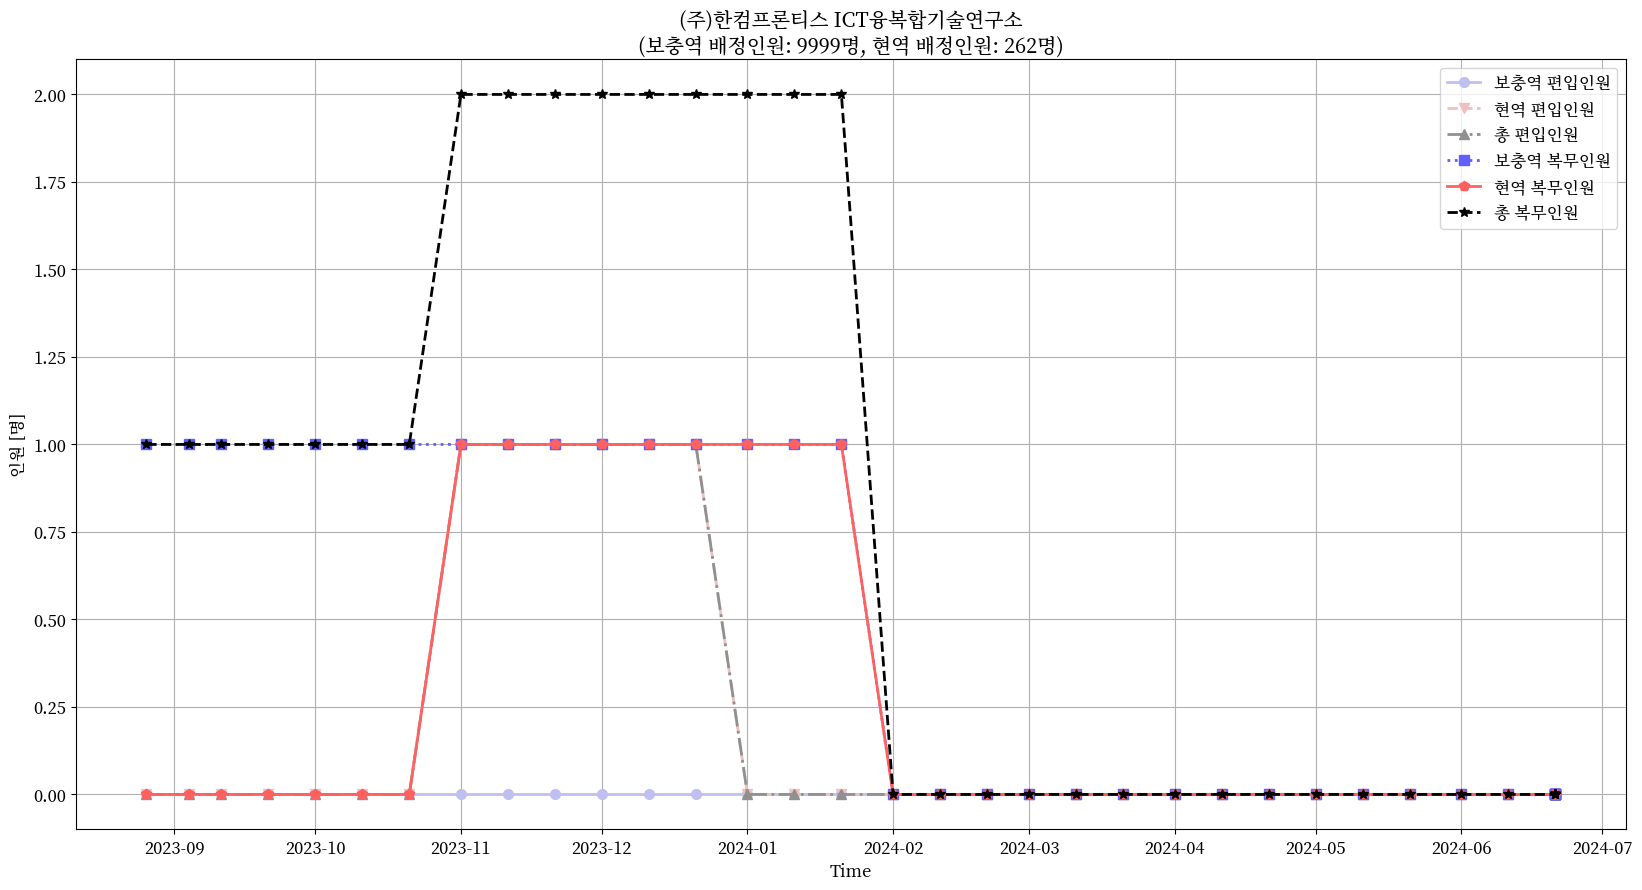 (주)한컴프론티스 ICT융복합기술연구소
(보충역 배정인원: 9999명, 현역 배정인원: 262명)
보충역 편입인원
현역 편입인원
총 편입인원
보충역 복무인원
현역 복무인원
총 복무인원
인원 [명]
2.00
1.75
1.50
1.25
1.00
0.75
0.50
0.25
0.00
2023-09 2023-10 2023-11 2023-12 2024-01 2024-02 2024-03 2024-04 2024-05 2024-06 2024-07
Time